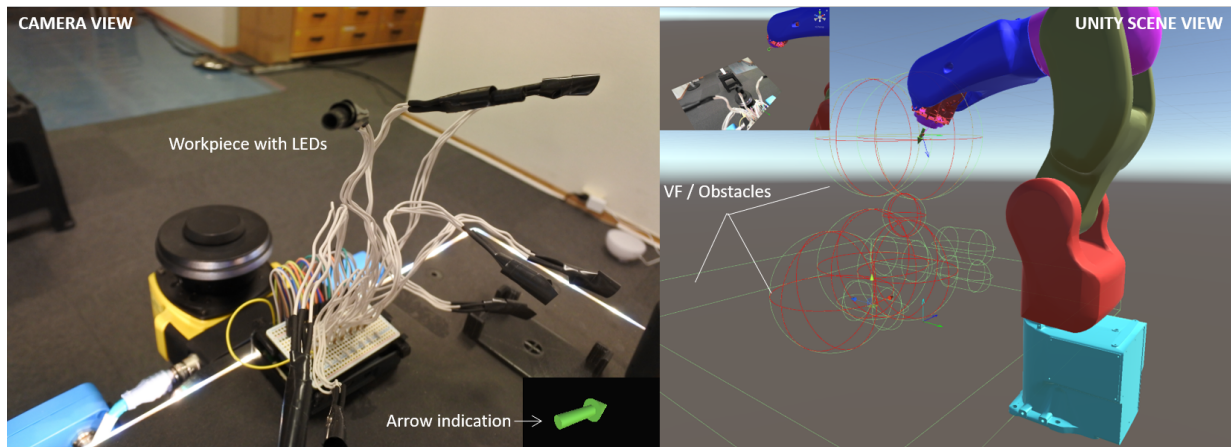 CAMERA VIEW
Workpiece with LEDs
Arrow indication
UNITY SCENE VIEW
VF / Obstacles